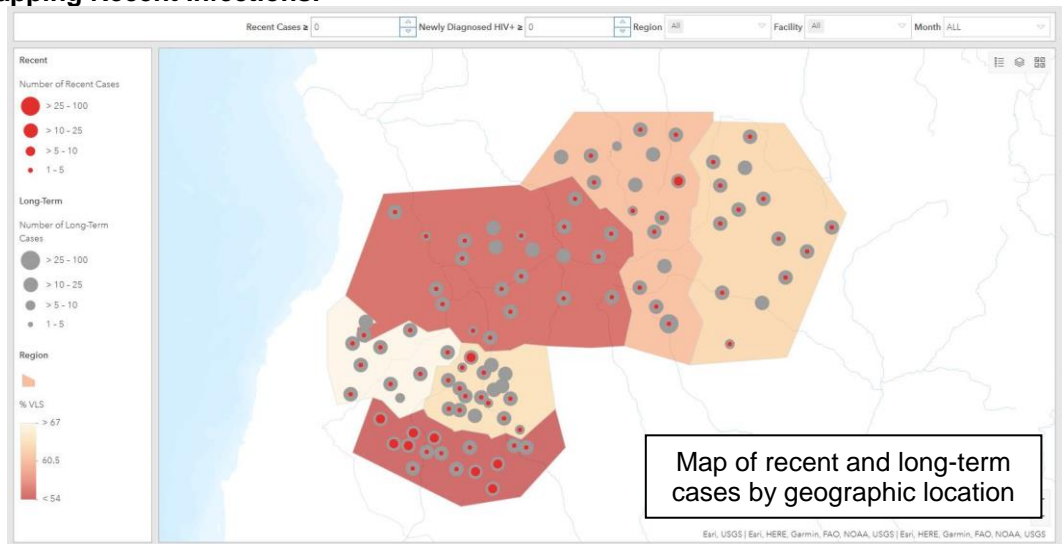 apping Recent Infections:
Recent Cases ≥ 0 Newly Diagnosed HIV+ ≥ 0 Region All Facility All Month ALL
Recent
Number of Recent Cases
> 25 - 100
> 10 - 25
> 5 - 10
1 - 5
Long-Term
Number of Long-Term
Cases
> 25 - 100
> 10 - 25
> 5 - 10
1 - 5
Region
% VLS
> 67
60.5
< 54
Map of recent and long-term
cases by geographic location
Esri, USGS | Esri, HERE, Garmin, FAO, NOAA, USGS | Esri, HERE, Garmin, FAO, NOAA, USGS